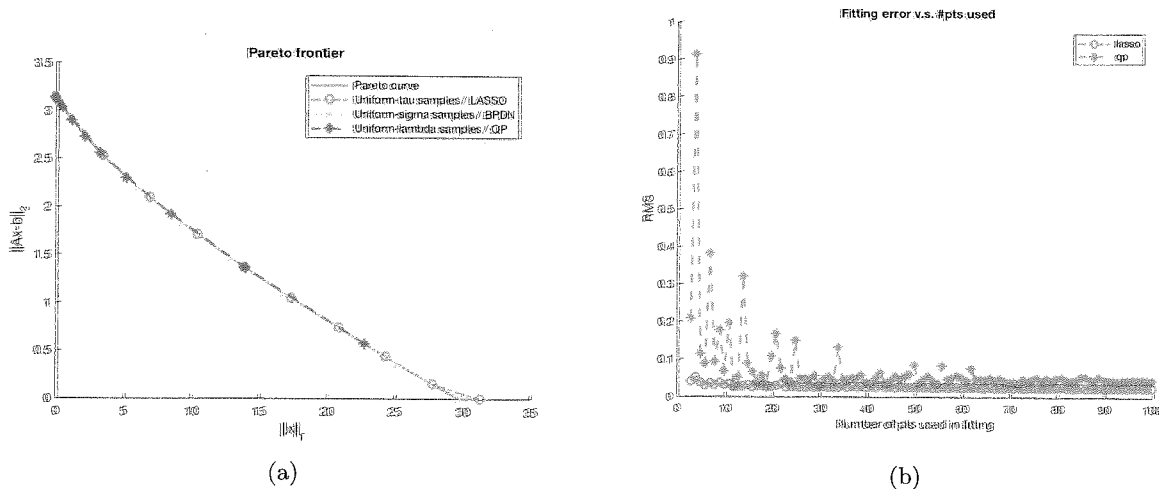 Pareto frontier
3.5
3
2.5
2
1.5
1
0.5
0
||Ax-b||2
0 5 10 15 20 25 30 35
||x||1
Pareto curve
Uniform-tau samples // LASSO
Uniform-sigma samples // BPDN
Uniform-lambda samples // QP
(a)
Fitting error v.s. #pts used
1
0.9
0.8
0.7
0.6
0.5
0.4
0.3
0.2
0.1
0
RMS
0 10 20 30 40 50 60 70 80 90 100
Number of pts used in fitting
lasso
qp
(b)